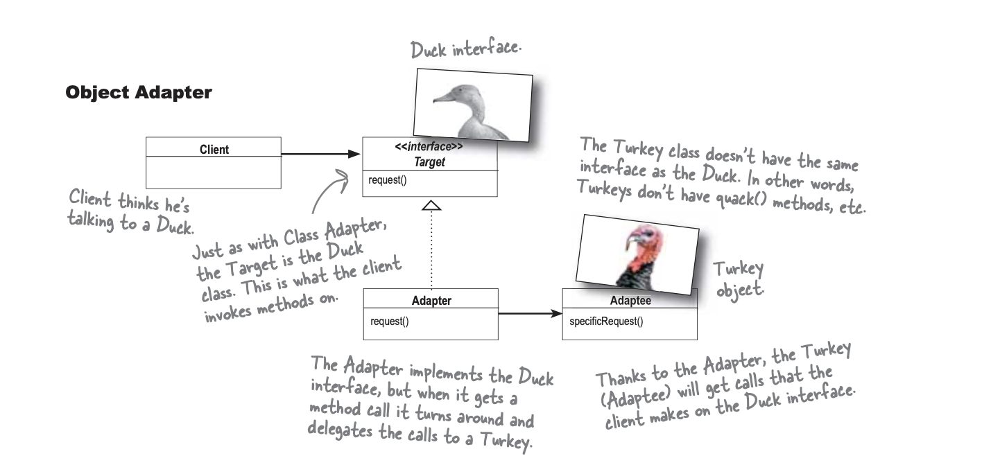 Duck interface.
Object Adapter
Client
<<interface>>
Target
request()
The Turkey class doesn't have the same
interface as the Duck. In other words,
Turkeys don't have quack() methods, etc.
Client thinks he's
talking to a Duck.
Just as with Class Adapter,
the Target is the Duck
class. This is what the client
invokes methods on.
Turkey
object.
Adapter
request()
Adaptee
specificRequest()
The Adapter implements the Duck
interface, but when it gets a
method call it turns around and
delegates the calls to a Turkey.
Thanks to the Adapter, the Turkey
(Adaptee) will get calls that the
client makes on the Duck interface.